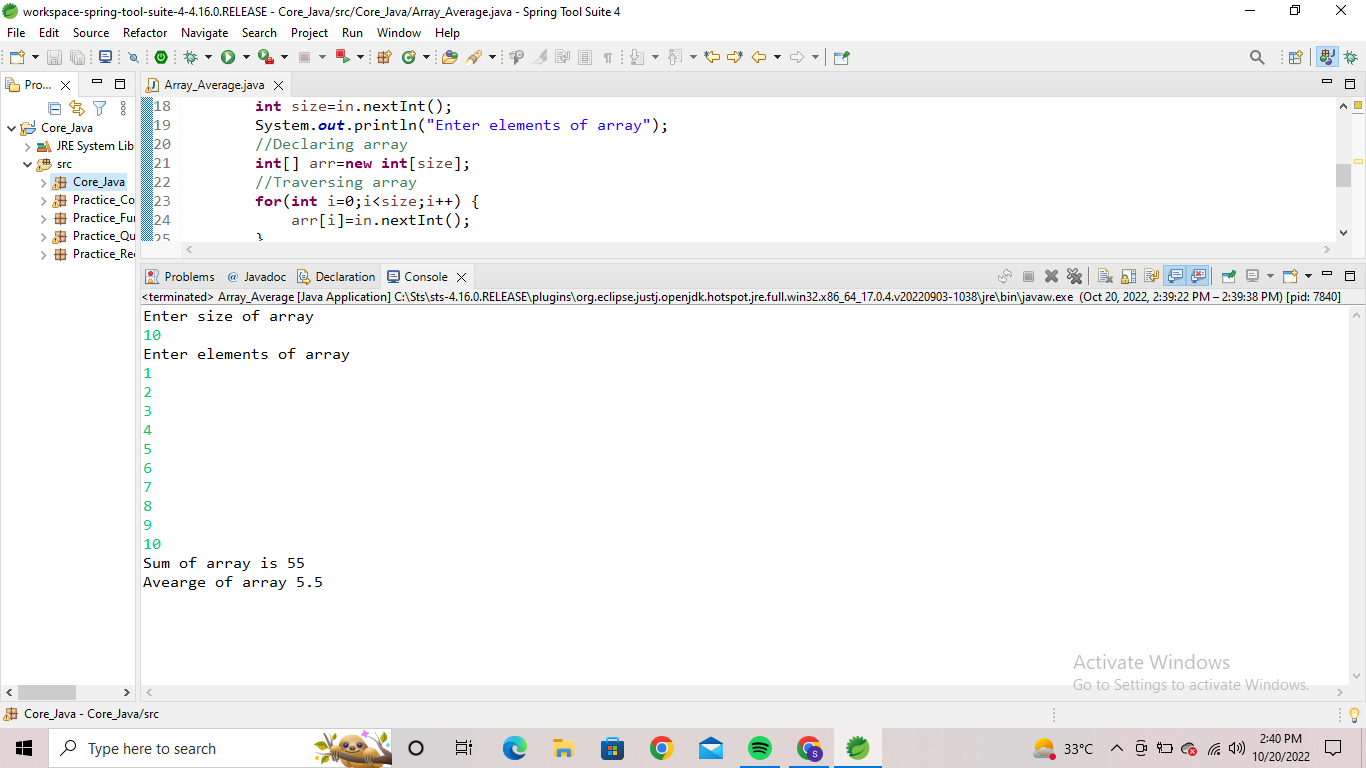 workspace-spring-tool-suite-4-4.16.0.RELEASE - Core_Java/src/Core_Java/Array_Average.java - Spring Tool Suite 4
File Edit Source Refactor Navigate Search Project Run Window Help
Pro...
Array_Average.java
Core_Java
JRE System Lib
src
Core_Java
Practice_Co
Practice_Fu
Practice_Qu
Practice_Re
18 int size=in.nextInt();
19 System.out.println("Enter elements of array");
20 //Declaring array
21 int[] arr=new int[size];
22 //Traversing array
23 for(int i=0;i<size;i++) {
24 arr[i]=in.nextInt();
25 }
Problems @ Javadoc Declaration Console
<terminated> Array_Average [Java Application] C:\Sts\sts-4.16.0.RELEASE\plugins\org.eclipse.justj.openjdk.hotspot.jre.full.win32.x86_64_17.0.4.v20220903-1038\jre\bin\javaw.exe (Oct 20, 2022, 2:39:22 PM – 2:39:38 PM) [pid: 7840]
Enter size of array
10
Enter elements of array
1
2
3
4
5
6
7
8
9
10
Sum of array is 55
Avearge of array 5.5
Activate Windows
Go to Settings to activate Windows.
Core_Java - Core_Java/src
Type here to search
S
33°C
2:40 PM
10/20/2022